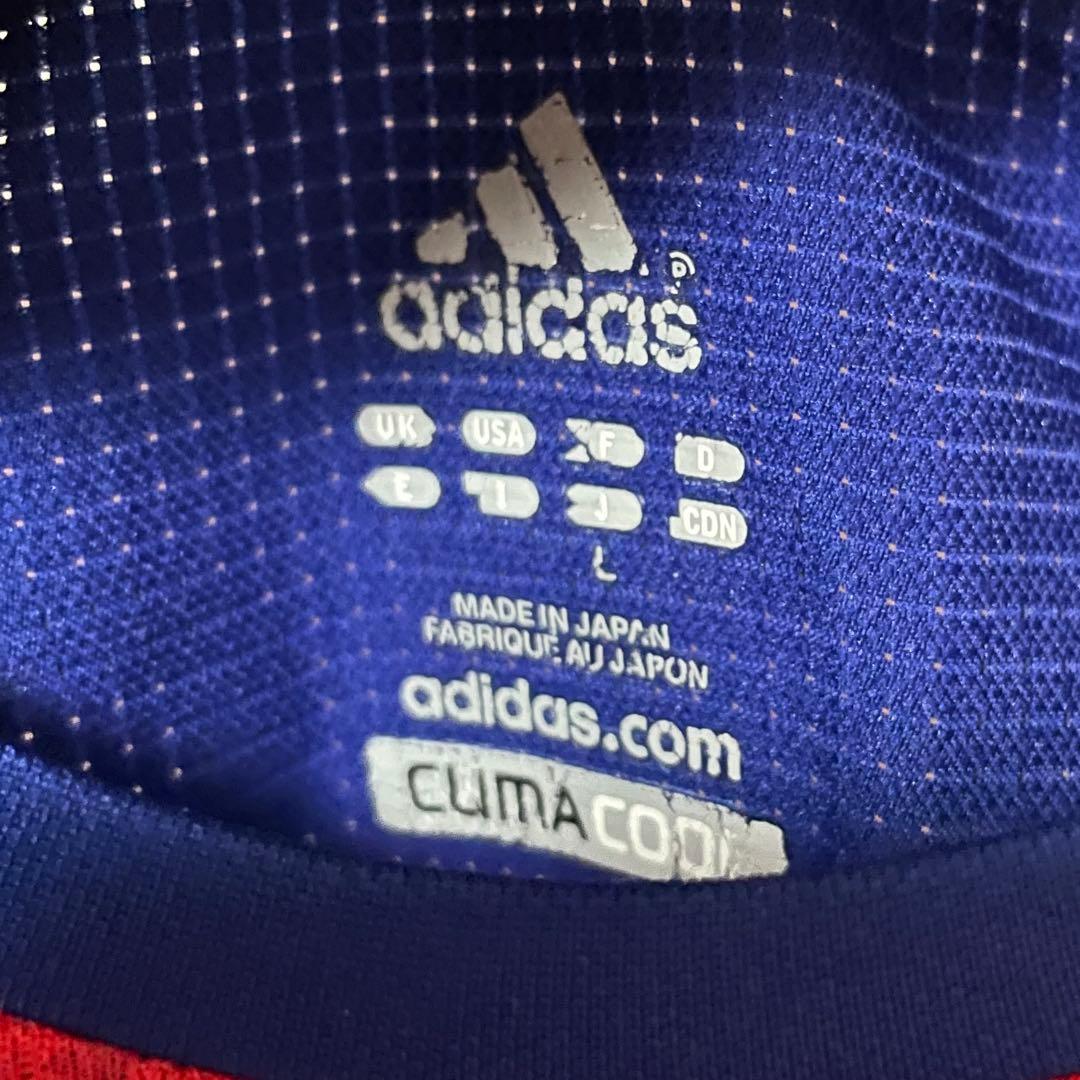 adidas
UK USA F D
E I J CDN
L
MADE IN JAPAN
FABRIQUE AU JAPON
adidas.com
CLIMACOOL